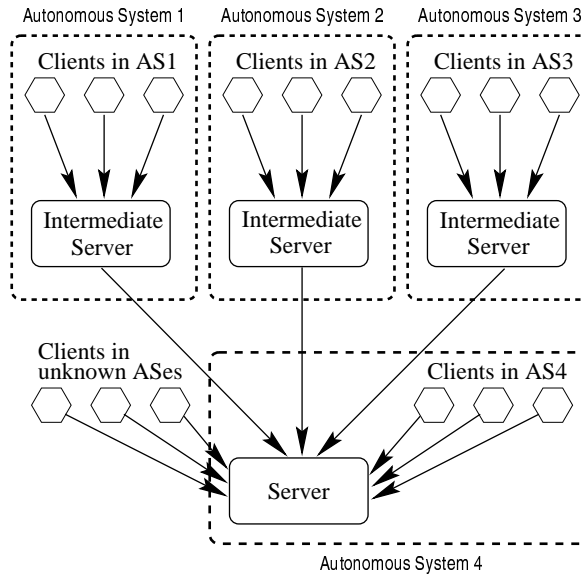 Autonomous System 1
Autonomous System 2
Autonomous System 3
Clients in AS1
Clients in AS2
Clients in AS3
Intermediate
Server
Intermediate
Server
Intermediate
Server
Clients in
unknown ASes
Clients in AS4
Server
Autonomous System 4